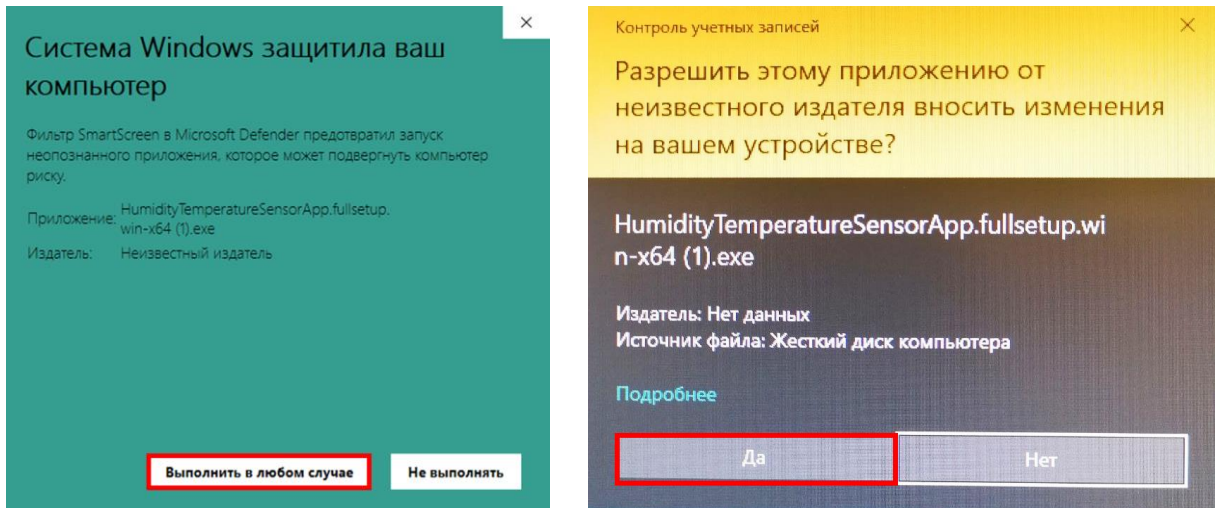 Система Windows защитила ваш
компьютер
Фильтр SmartScreen в Microsoft Defender предотвратил запуск
неопознанного приложения, которое может подвергнуть компьютер
риску.
Приложение: HumidityTemperatureSensorApp.fullsetup.
win-x64 (1).exe
Издатель: Неизвестный издатель
Выполнить в любом случае
Не выполнять
Контроль учетных записей
Разрешить этому приложению от
неизвестного издателя вносить изменения
на вашем устройстве?
HumidityTemperatureSensorApp.fullsetup.wi
n-x64 (1).exe
Издатель: Нет данных
Источник файла: Жесткий диск компьютера
Подробнее
Да
Нет